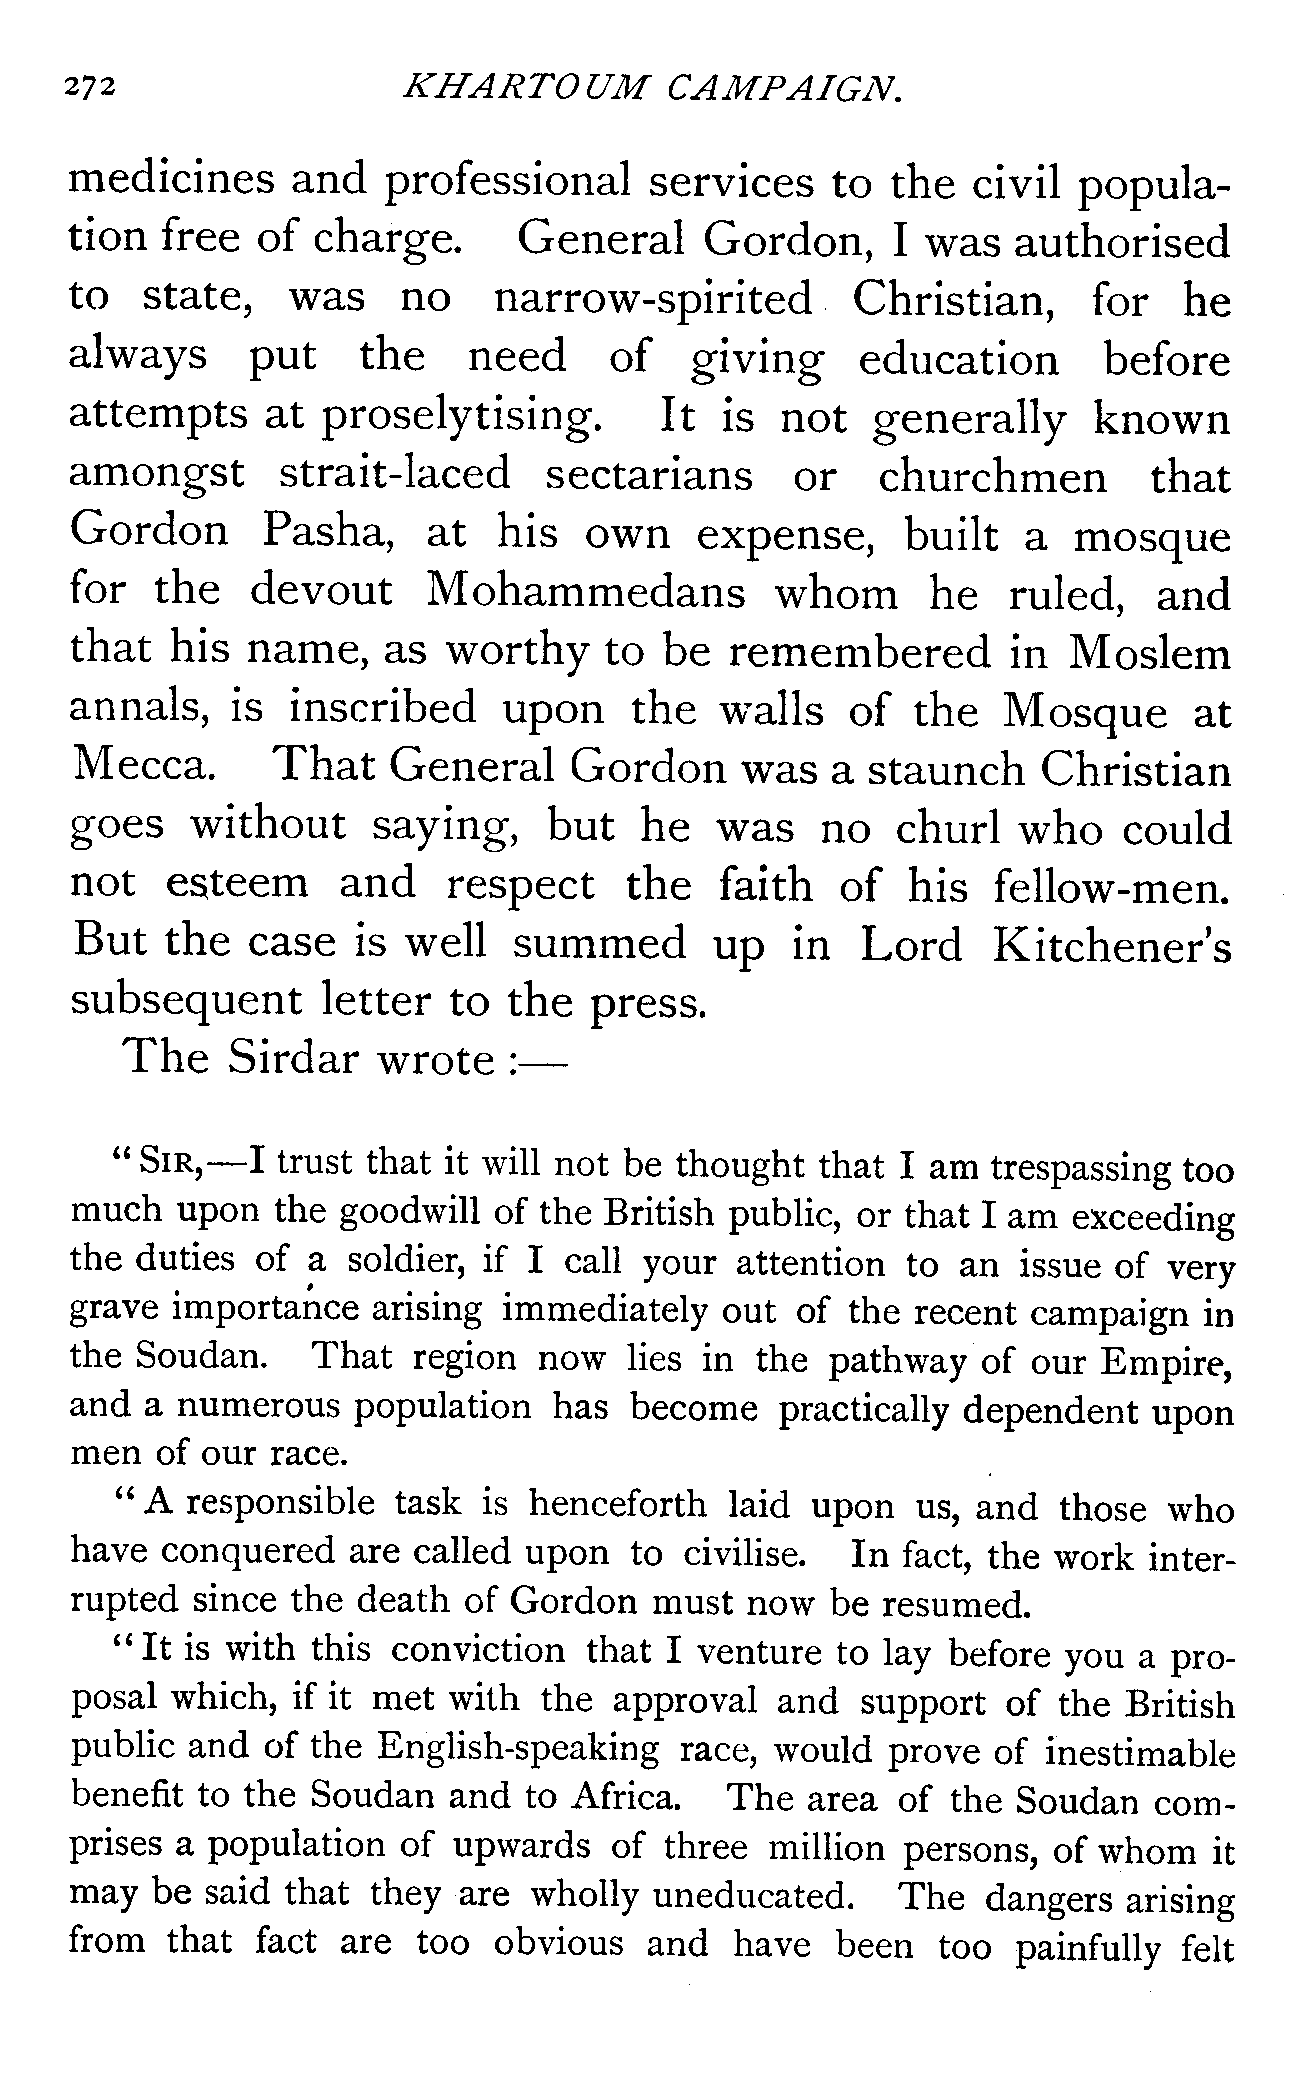 272 KHARTOUM CAMPAIGN.
medicines and professional services to the civil popula-
tion free of charge. General Gordon, I was authorised
to state, was no narrow-spirited Christian, for he
always put the need of giving education before
attempts at proselytising. It is not generally known
amongst strait-laced sectarians or churchmen that
Gordon Pasha, at his own expense, built a mosque
for the devout Mohammedans whom he ruled, and
that his name, as worthy to be remembered in Moslem
annals, is inscribed upon the walls of the Mosque at
Mecca. That General Gordon was a staunch Christian
goes without saying, but he was no churl who could
not esteem and respect the faith of his fellow-men.
But the case is well summed up in Lord Kitchener's
subsequent letter to the press.
The Sirdar wrote :—
“ SIR,—I trust that it will not be thought that I am trespassing too
much upon the goodwill of the British public, or that I am exceeding
the duties of a soldier, if I call your attention to an issue of very
grave importance arising immediately out of the recent campaign in
the Soudan. That region now lies in the pathway of our Empire,
and a numerous population has become practically dependent upon
men of our race.
“ A responsible task is henceforth laid upon us, and those who
have conquered are called upon to civilise. In fact, the work inter-
rupted since the death of Gordon must now be resumed.
“ It is with this conviction that I venture to lay before you a pro-
posal which, if it met with the approval and support of the British
public and of the English-speaking race, would prove of inestimable
benefit to the Soudan and to Africa. The area of the Soudan com-
prises a population of upwards of three million persons, of whom it
may be said that they are wholly uneducated. The dangers arising
from that fact are too obvious and have been too painfully felt